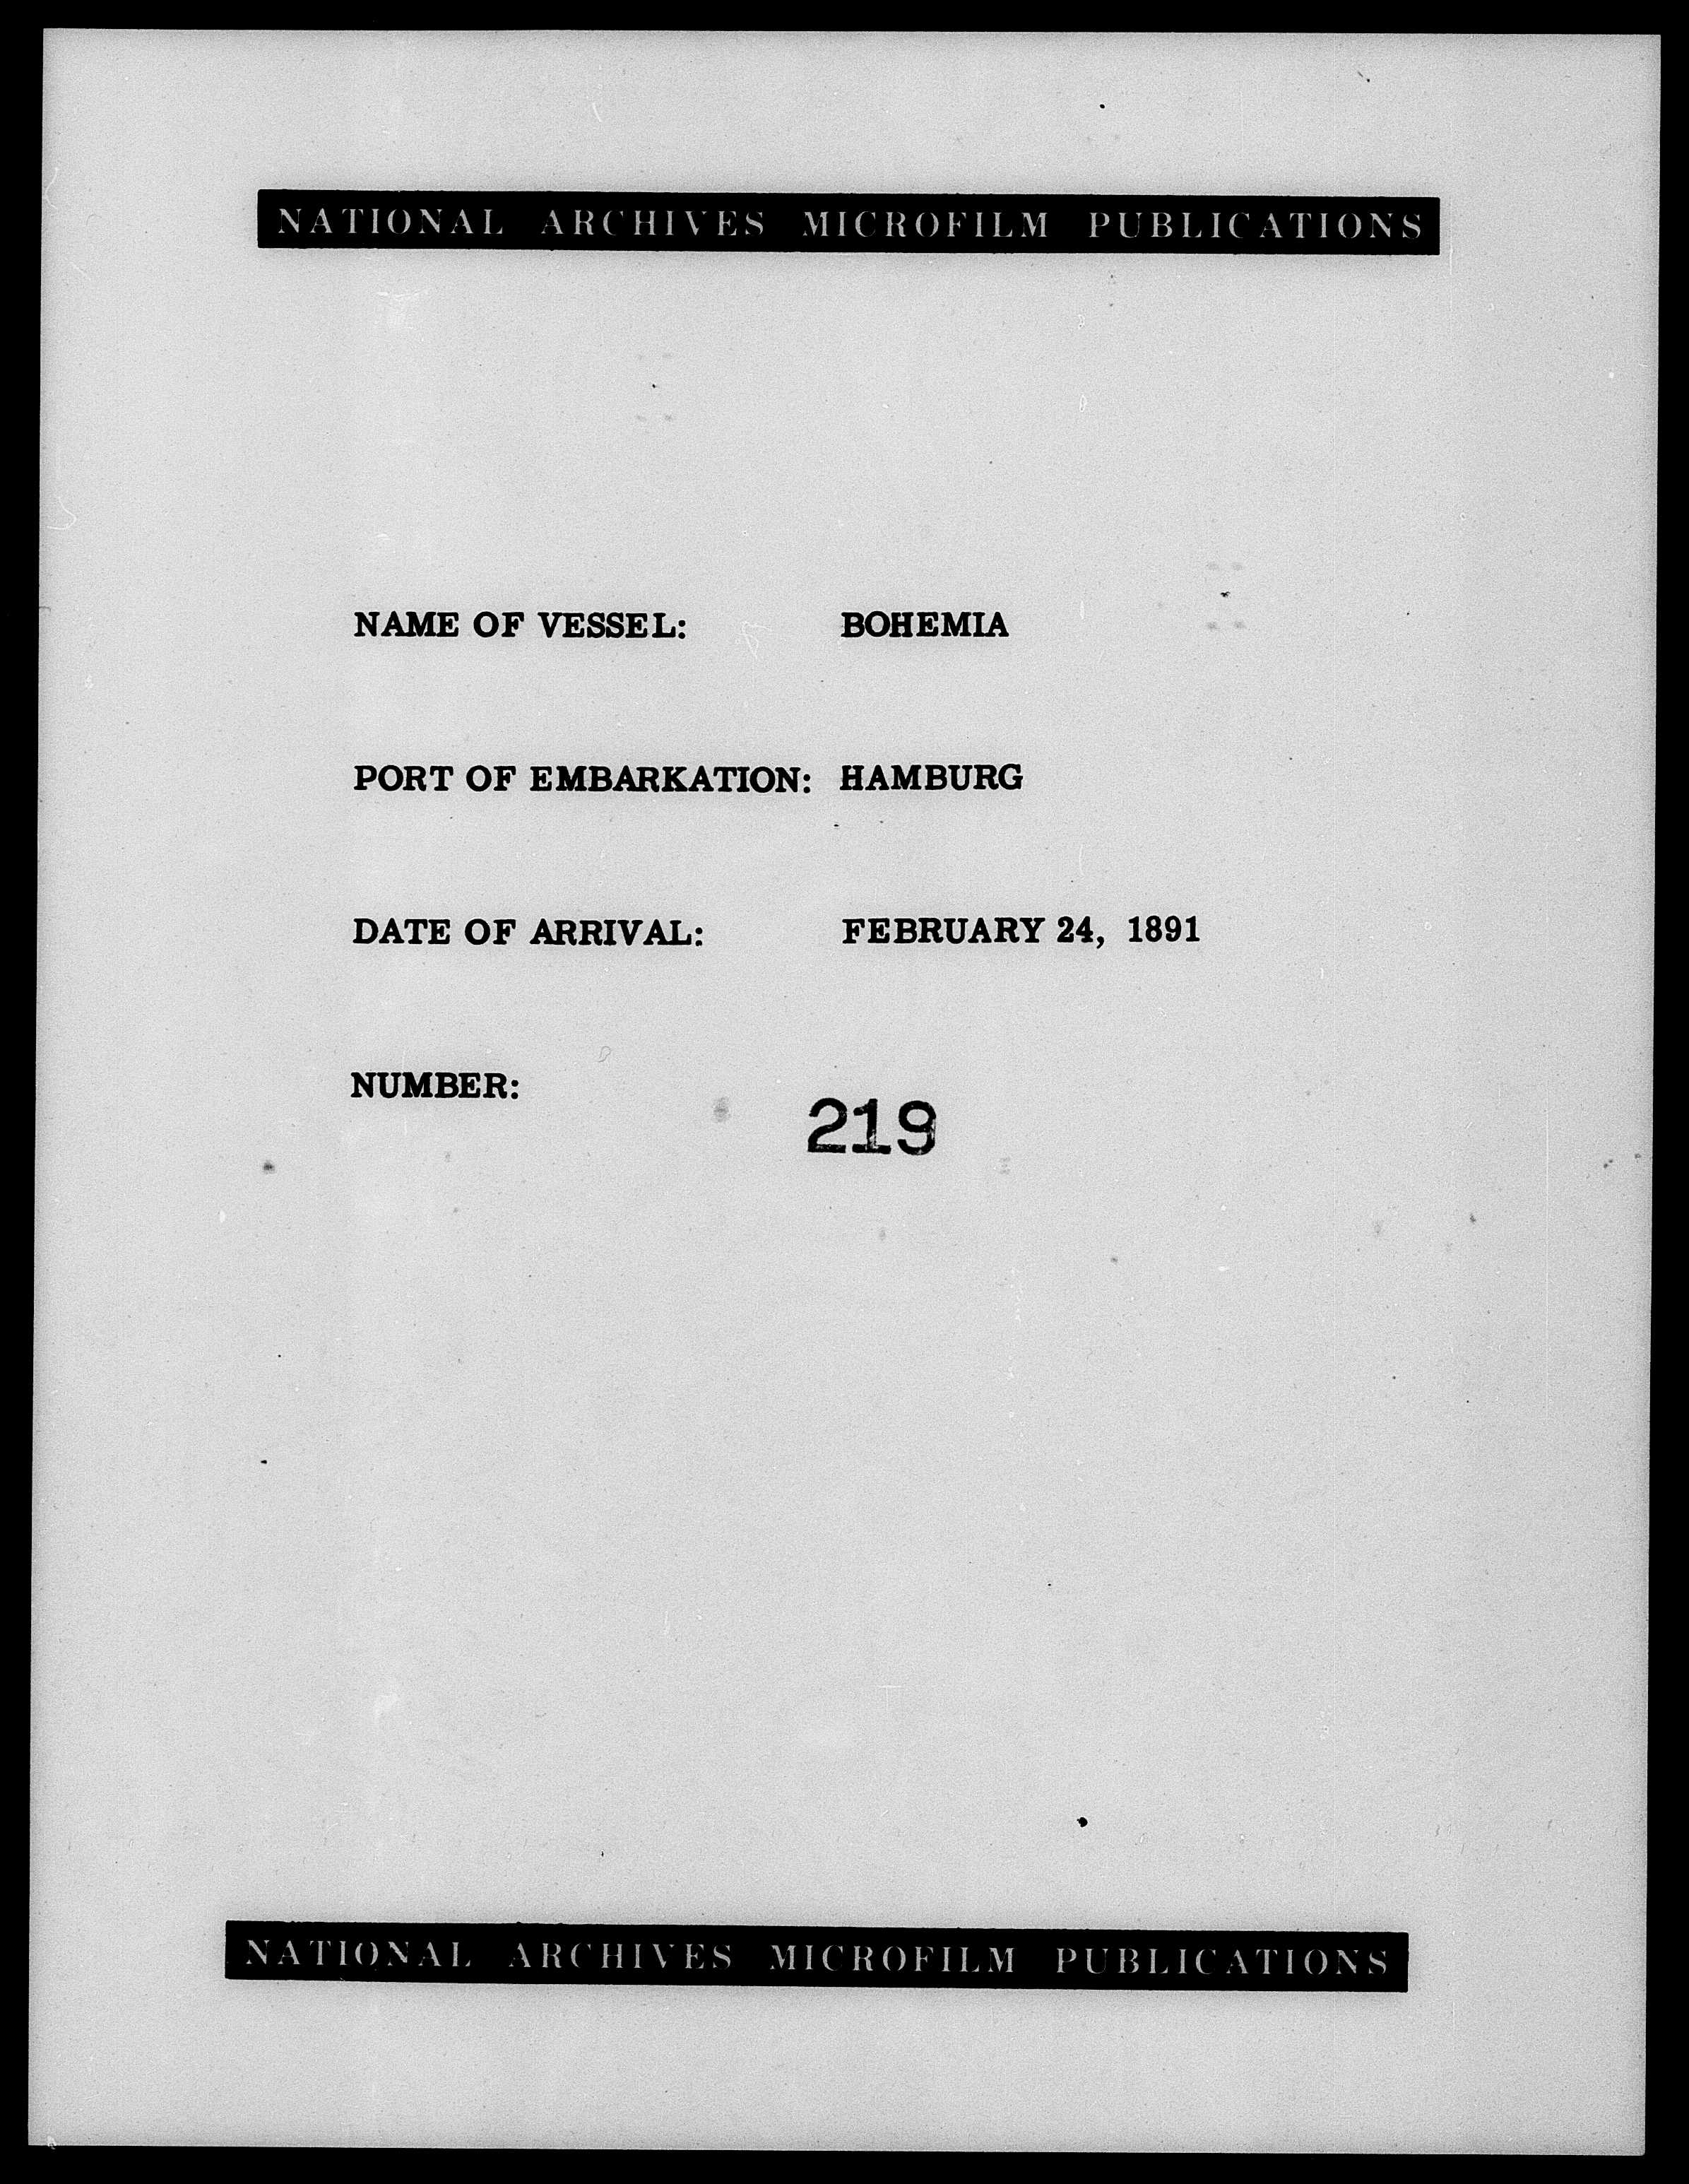 NATIONAL ARCHIVES MICROFILM PUBLICATIONS
NAME OF VESSEL: BOHEMIA
PORT OF EMBARKATION: HAMBURG
DATE OF ARRIVAL: FEBRUARY 24, 1891
NUMBER:
219
NATIONAL ARCHIVES MICROFILM PUBLICATIONS